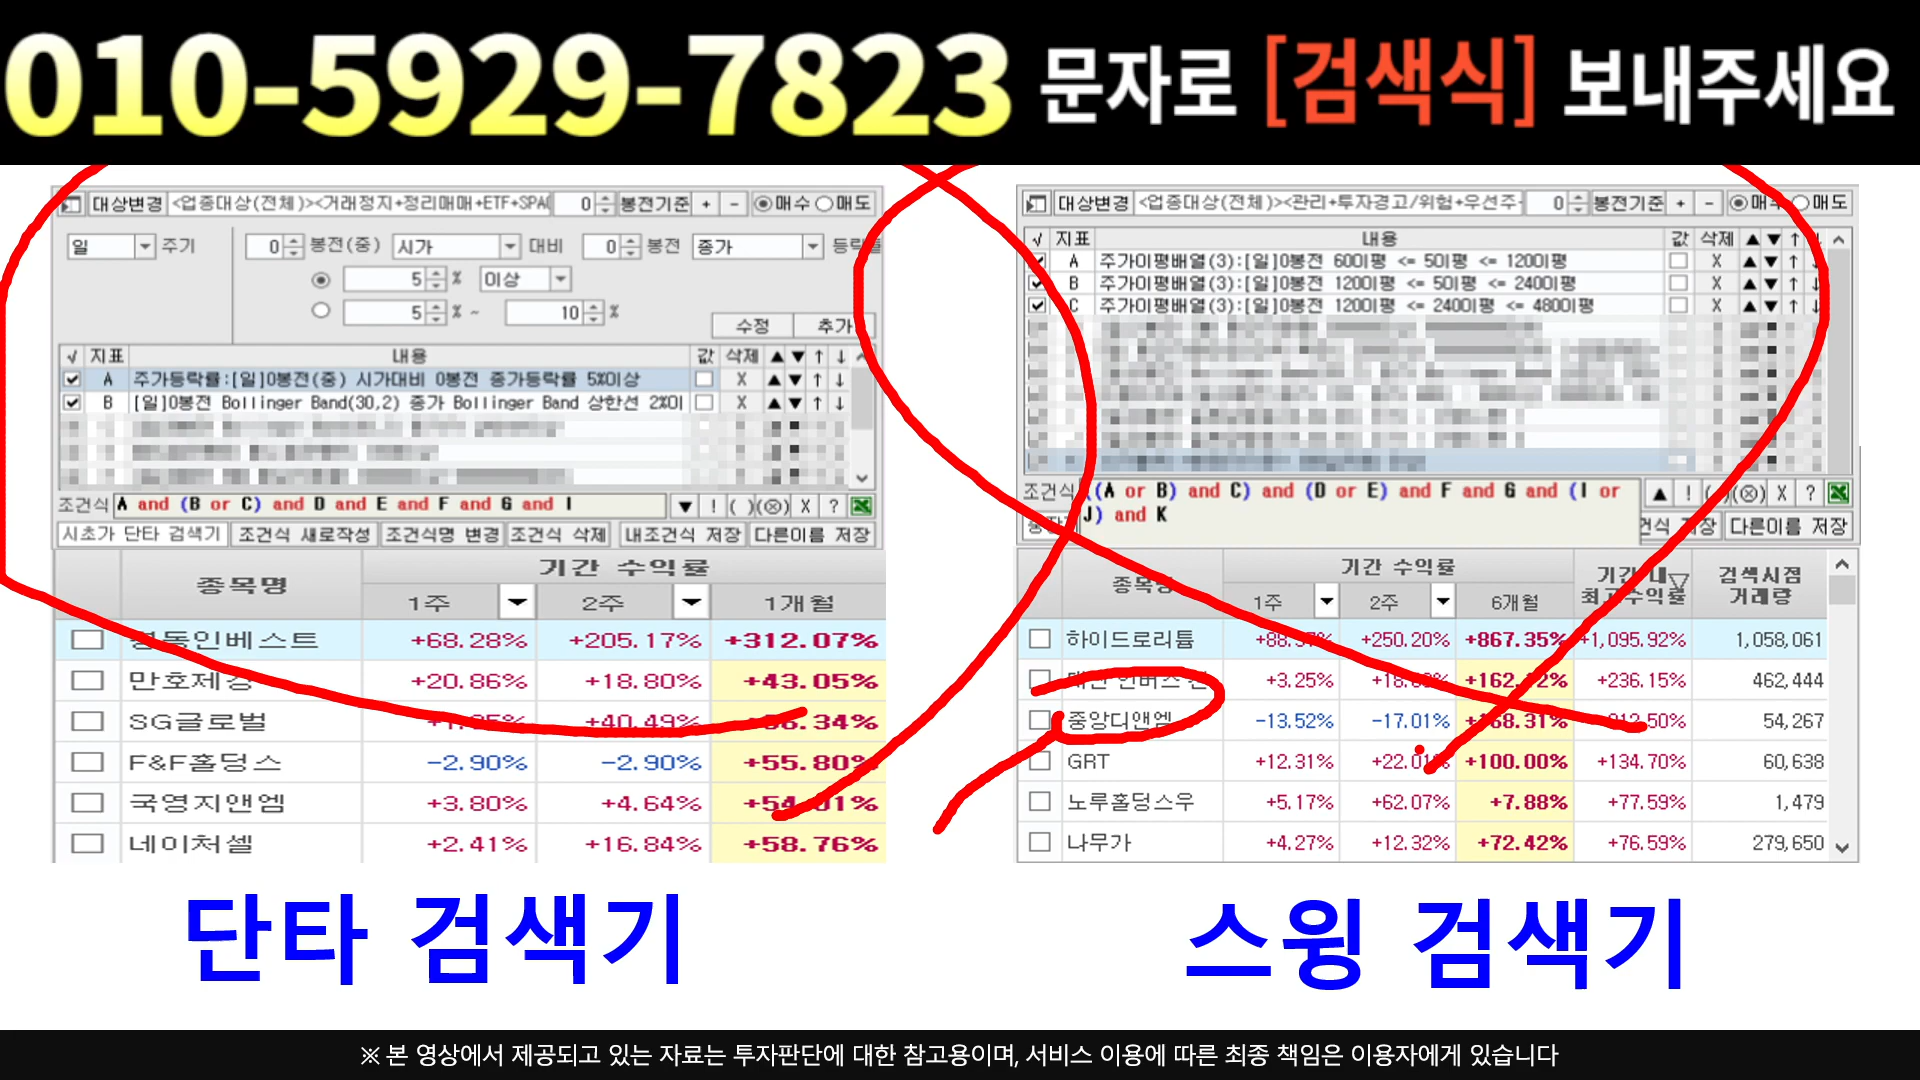 010-5929-7823 문자로 [검색식] 보내주세요
대상변경 <업종대상(전체)><거래정지+정리매매+ETF+SPA 0 봉전기준 + - 매수 매도
일 주기 0 봉전(중) 시가 대비 0 봉전 종가
5 % 이상
5 % ~ 10 %
수정 추가
√ 지표 내용 값 삭제 ▲ ▼ ↑ ↓
A 주가등락률:[일]0봉전(중) 시가대비 0봉전 종가등락률 5%이상 X ▲ ▼ ↑ ↓
B [일]0봉전 Bollinger Band(30,2) 종가 Bollinger Band 상한선 2%이 X ▲ ▼ ↑ ↓
조건식 A and (B or C) and D and E and F and G and I ▼ ! ( ) (⊗) X ?
시초가 단타 검색기 조건식 새로작성 조건식명 변경 조건식 삭제 내조건식 저장 다른이름 저장
종목명 기간 수익률
1주 2주 1개월
평동인베스트 +68.28% +205.17% +312.07%
만호제강 +20.86% +18.80% +43.05%
SG글로벌 +40.49%
F&F홀딩스 -2.90% -2.90% +55.80%
국영지앤엠 +3.80% +4.64%
네이처셀 +2.41% +16.84% +58.76%
단타 검색기
대상변경 <업종대상(전체)><관리+투자경고/위험+우선주+ 0 봉전기준 + - 매수 매도
√ 지표 내용 값 삭제 ▲ ▼ ↑
A 주가이평배열(3):[일]0봉전 60이평 <= 5이평 <= 120이평 X ▲ ▼ ↑ ↓
B 주가이평배열(3):[일]0봉전 120이평 <= 5이평 <= 240이평 X ▲ ▼ ↑ ↓
C 주가이평배열(3):[일]0봉전 120이평 <= 240이평 <= 480이평 X ▲ ▼ ↑ ↓
조건식 ((A or B) and C) and (D or E) and F and G and (I or ▲ ! ( ) (⊗) X ?
J) and K 저장 다른이름 저장
종목명 기간 수익률 기간 내 최고수익률 검색시점 거래량
1주 2주 6개월
하이드로리튬 +250.20% +867.35% +1,095.92% 1,058,061
+3.25% +236.15% 462,444
중앙디앤엠 -13.52% -17.01% 54,267
GRT +12.31% +100.00% +134.70% 60,638
노루홀딩스우 +5.17% +62.07% +7.88% +77.59% 1,479
나무가 +4.27% +12.32% +72.42% +76.59% 279,650
스윙 검색기
※ 본 영상에서 제공되고 있는 자료는 투자판단에 대한 참고용이며, 서비스 이용에 따른 최종 책임은 이용자에게 있습니다